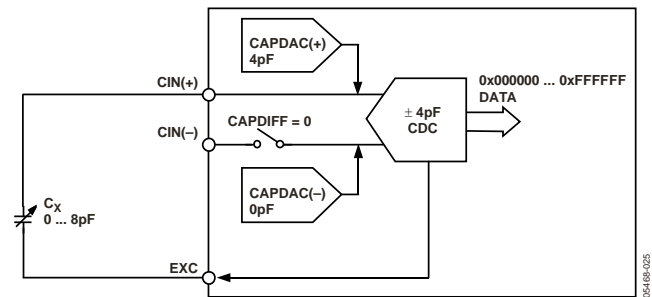 CAPDAC(+)
4pF
CIN(+)
0x000000 ... 0xFFFFFF
DATA
± 4pF
CDC
CAPDIFF = 0
CIN(–)
CAPDAC(–)
0pF
CX
0 ... 8pF
EXC
05468-025